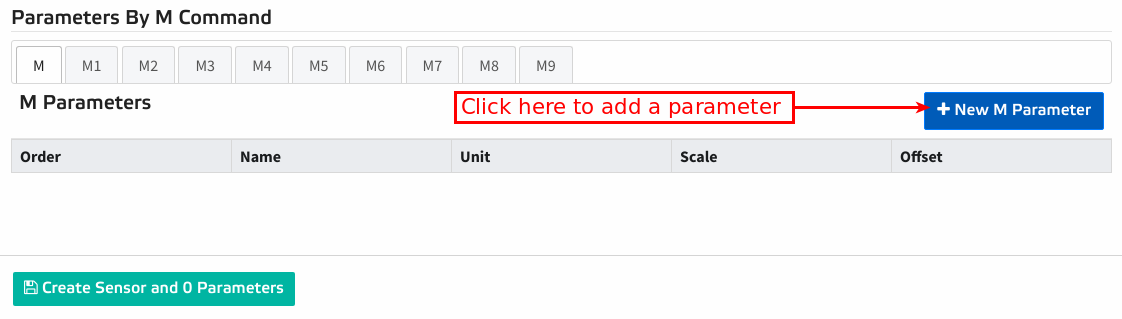 Parameters By M Command
M M1 M2 M3 M4 M5 M6 M7 M8 M9
M Parameters Click here to add a parameter New M Parameter
Order Name Unit Scale Offset
Create Sensor and 0 Parameters